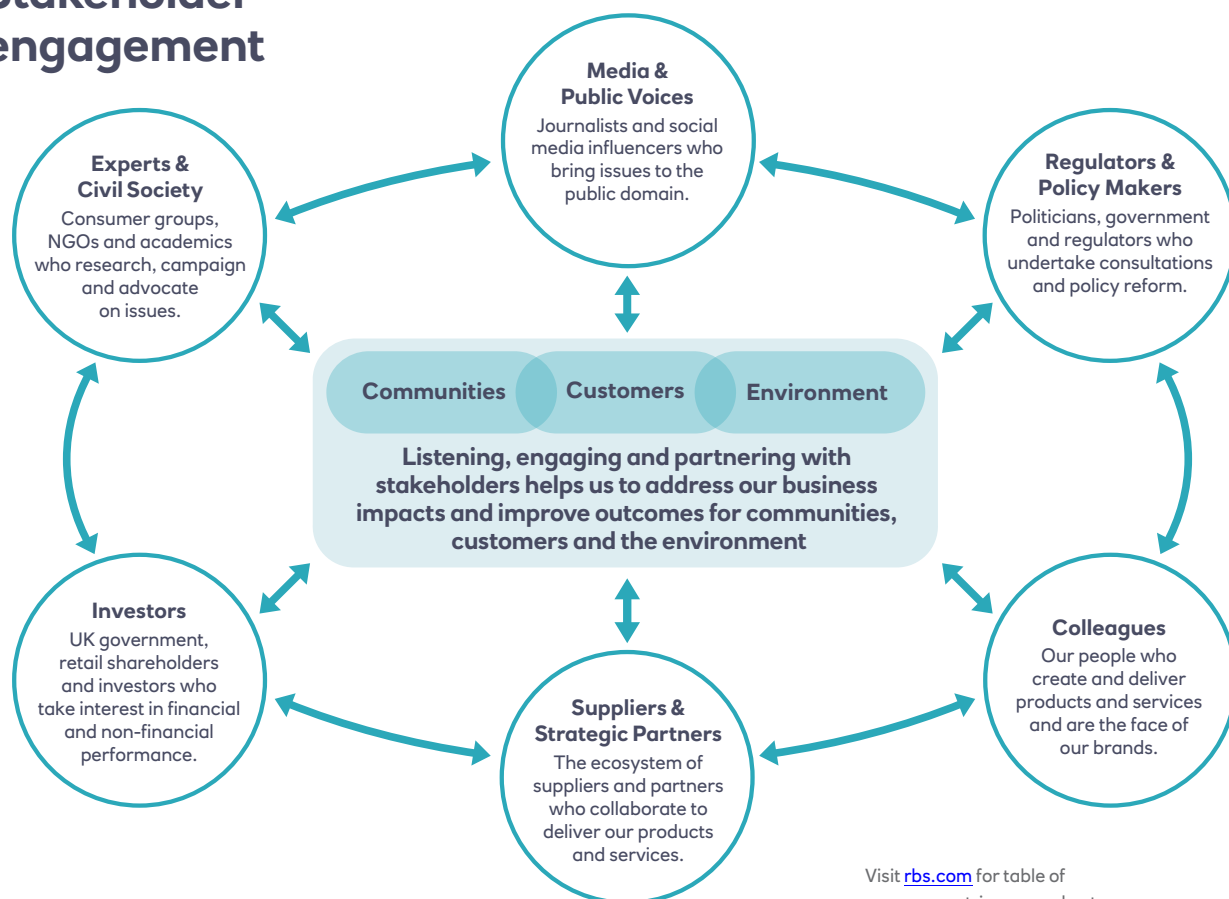 Stakeholder
engagement
Media &
Public Voices
Journalists and social
media influencers who
bring issues to the
public domain.
Experts &
Civil Society
Consumer groups,
NGOs and academics
who research, campaign
and advocate
on issues.
Regulators &
Policy Makers
Politicians, government
and regulators who
undertake consultations
and policy reform.
Communities
Customers
Environment
Listening, engaging and partnering with
stakeholders helps us to address our business
impacts and improve outcomes for communities,
customers and the environment
Investors
UK government,
retail shareholders
and investors who
take interest in financial
and non-financial
performance.
Suppliers &
Strategic Partners
The ecosystem of
suppliers and partners
who collaborate to
deliver our products
and services.
Colleagues
Our people who
create and deliver
products and services
and are the face of
our brands.
Visit rbs.com for table of